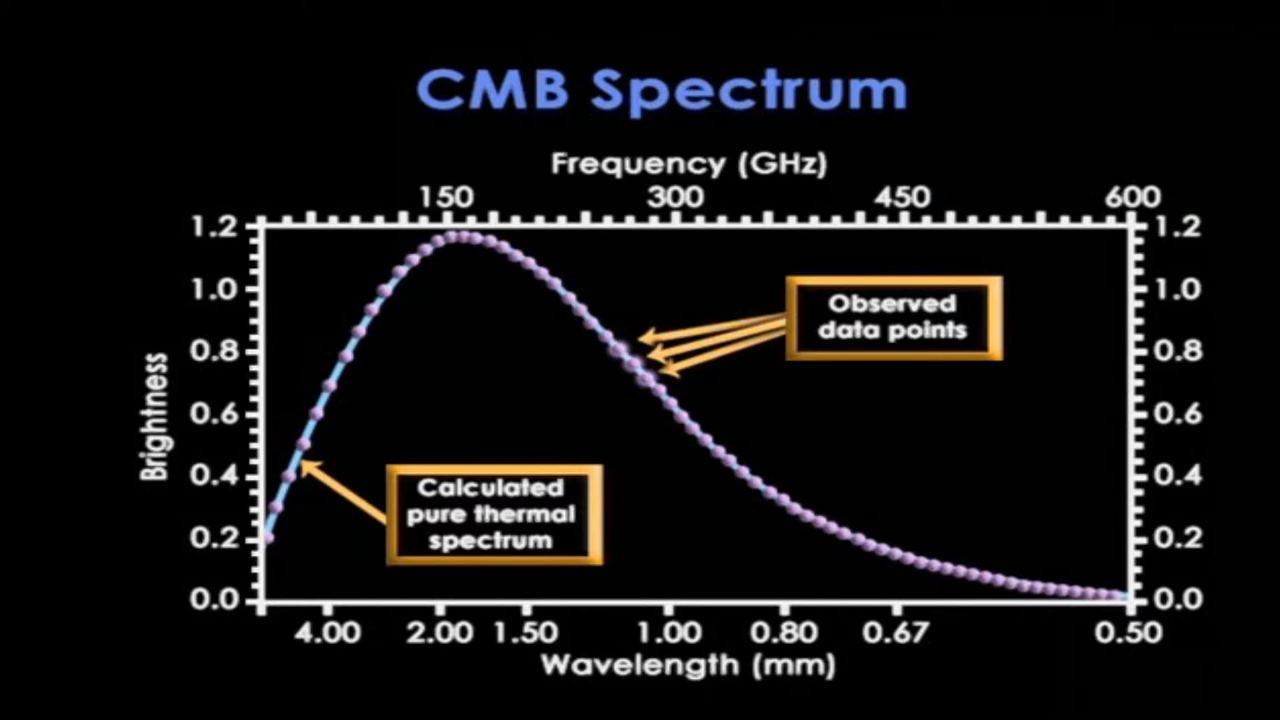 CMB Spectrum
Frequency (GHz)
150 300 450 600
1.2 1.2
1.0 1.0
Observed
data points
0.8 0.8
Brightness
0.6 0.6
0.4 0.4
Calculated
pure thermal
spectrum
0.2 0.2
0.0 0.0
4.00 2.00 1.50 1.00 0.80 0.67 0.50
Wavelength (mm)